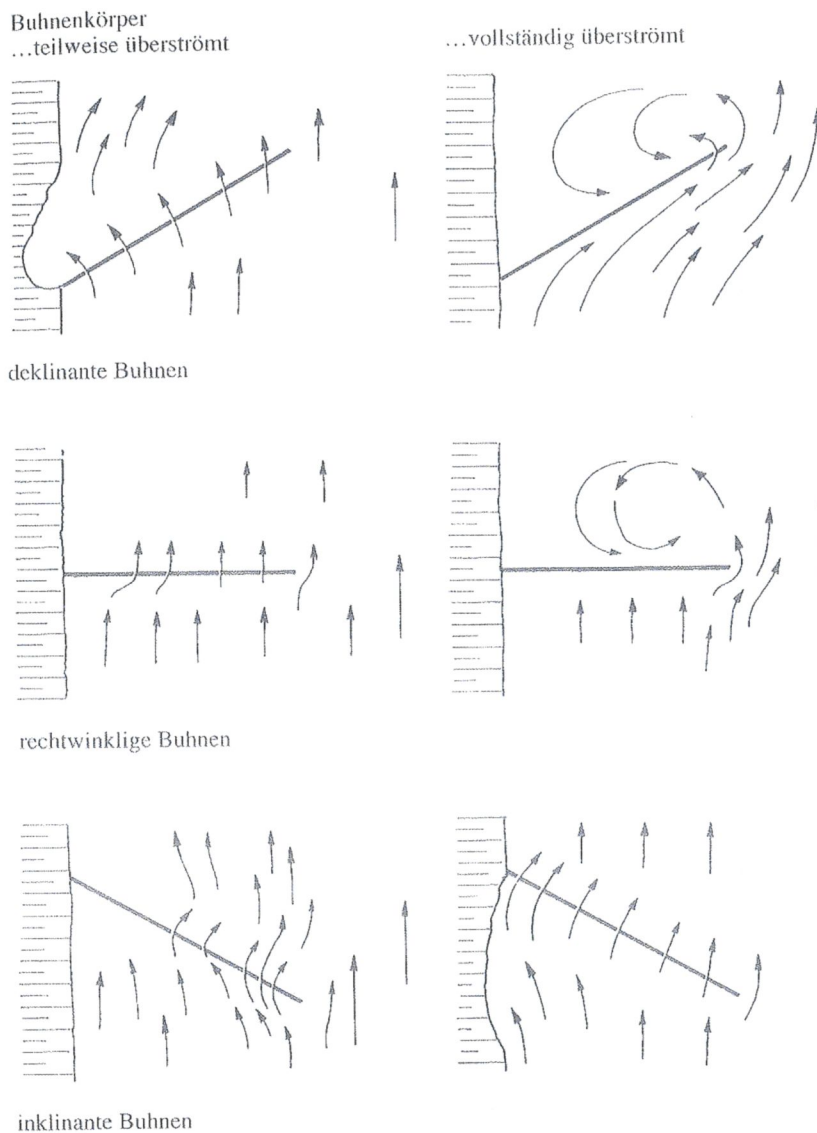 Buhnenkörper
...teilweise überströmt
...vollständig überströmt
deklinante Buhnen
rechtwinklige Buhnen
inklinante Buhnen